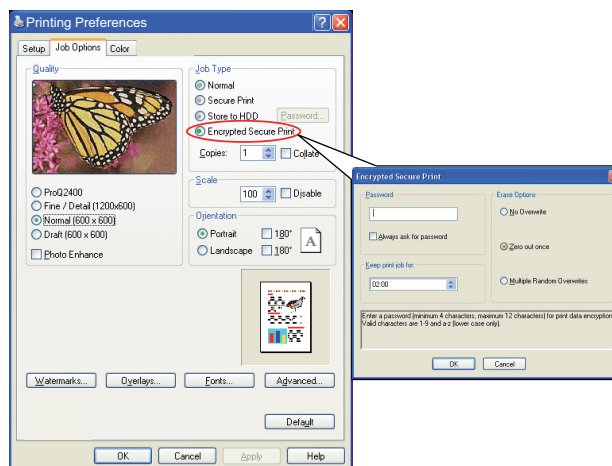 Printing Preferences
Setup
Job Options
Color
Quality
ProQ2400
Fine / Detail (1200x600)
Normal (600 x 600)
Draft (600 x 600)
Photo Enhance
Job Type
Normal
Secure Print
Store to HDD
Password...
Encrypted Secure Print
Copies: 1
Collate
Scale
100
Disable
Orientation
Portrait
180°
Landscape
180°
A
Watermarks...
Overlays...
Fonts...
Advanced...
Default
OK
Cancel
Apply
Help
Encrypted Secure Print
Password
Always ask for password
Keep print job for:
02:00
Erase Options
No Overwrite
Zero out once
Multiple Random Overwrites
Enter a password (minimum 4 characters, maximum 12 characters) for print data encryption
Valid characters are 1-9 and a-z (lower case only).
OK
Cancel